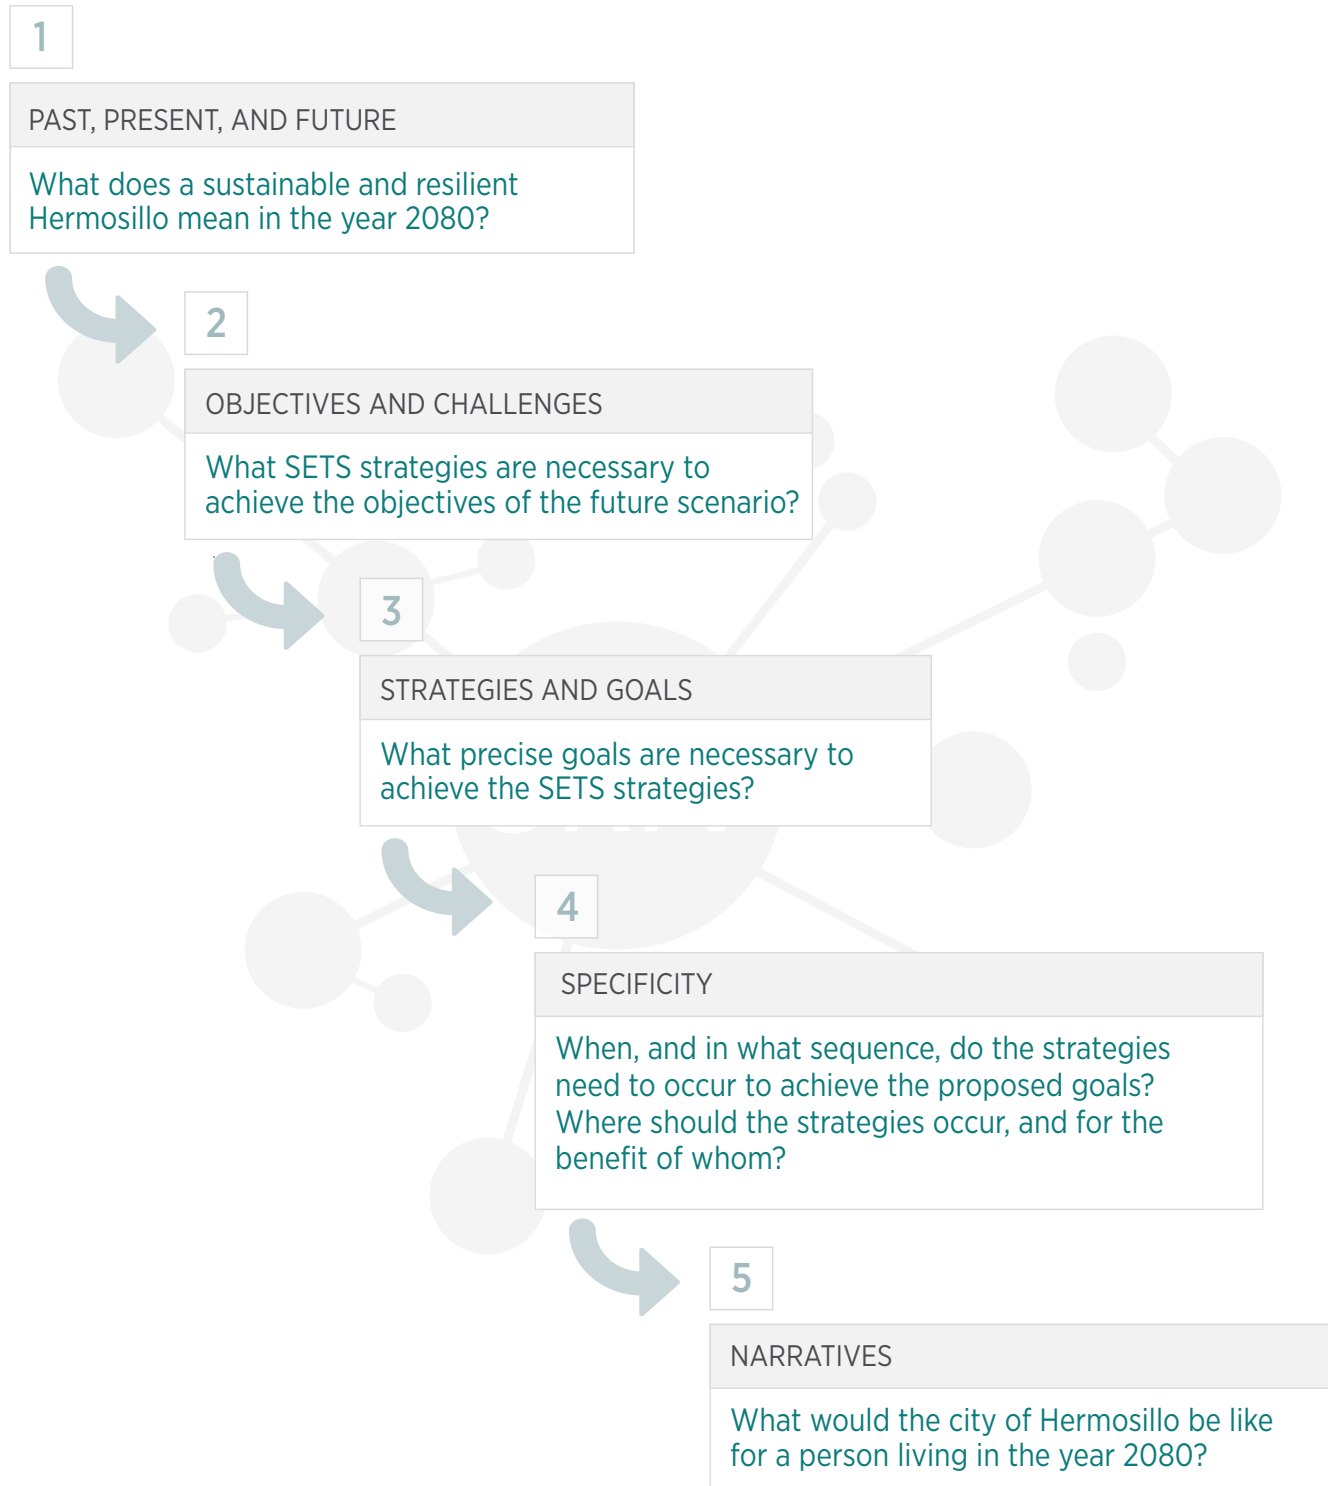 1
PAST, PRESENT, AND FUTURE
What does a sustainable and resilient
Hermosillo mean in the year 2080?
2
OBJECTIVES AND CHALLENGES
What SETS strategies are necessary to
achieve the objectives of the future scenario?
3
STRATEGIES AND GOALS
What precise goals are necessary to
achieve the SETS strategies?
4
SPECIFICITY
When, and in what sequence, do the strategies
need to occur to achieve the proposed goals?
Where should the strategies occur, and for the
benefit of whom?
5
NARRATIVES
What would the city of Hermosillo be like
for a person living in the year 2080?